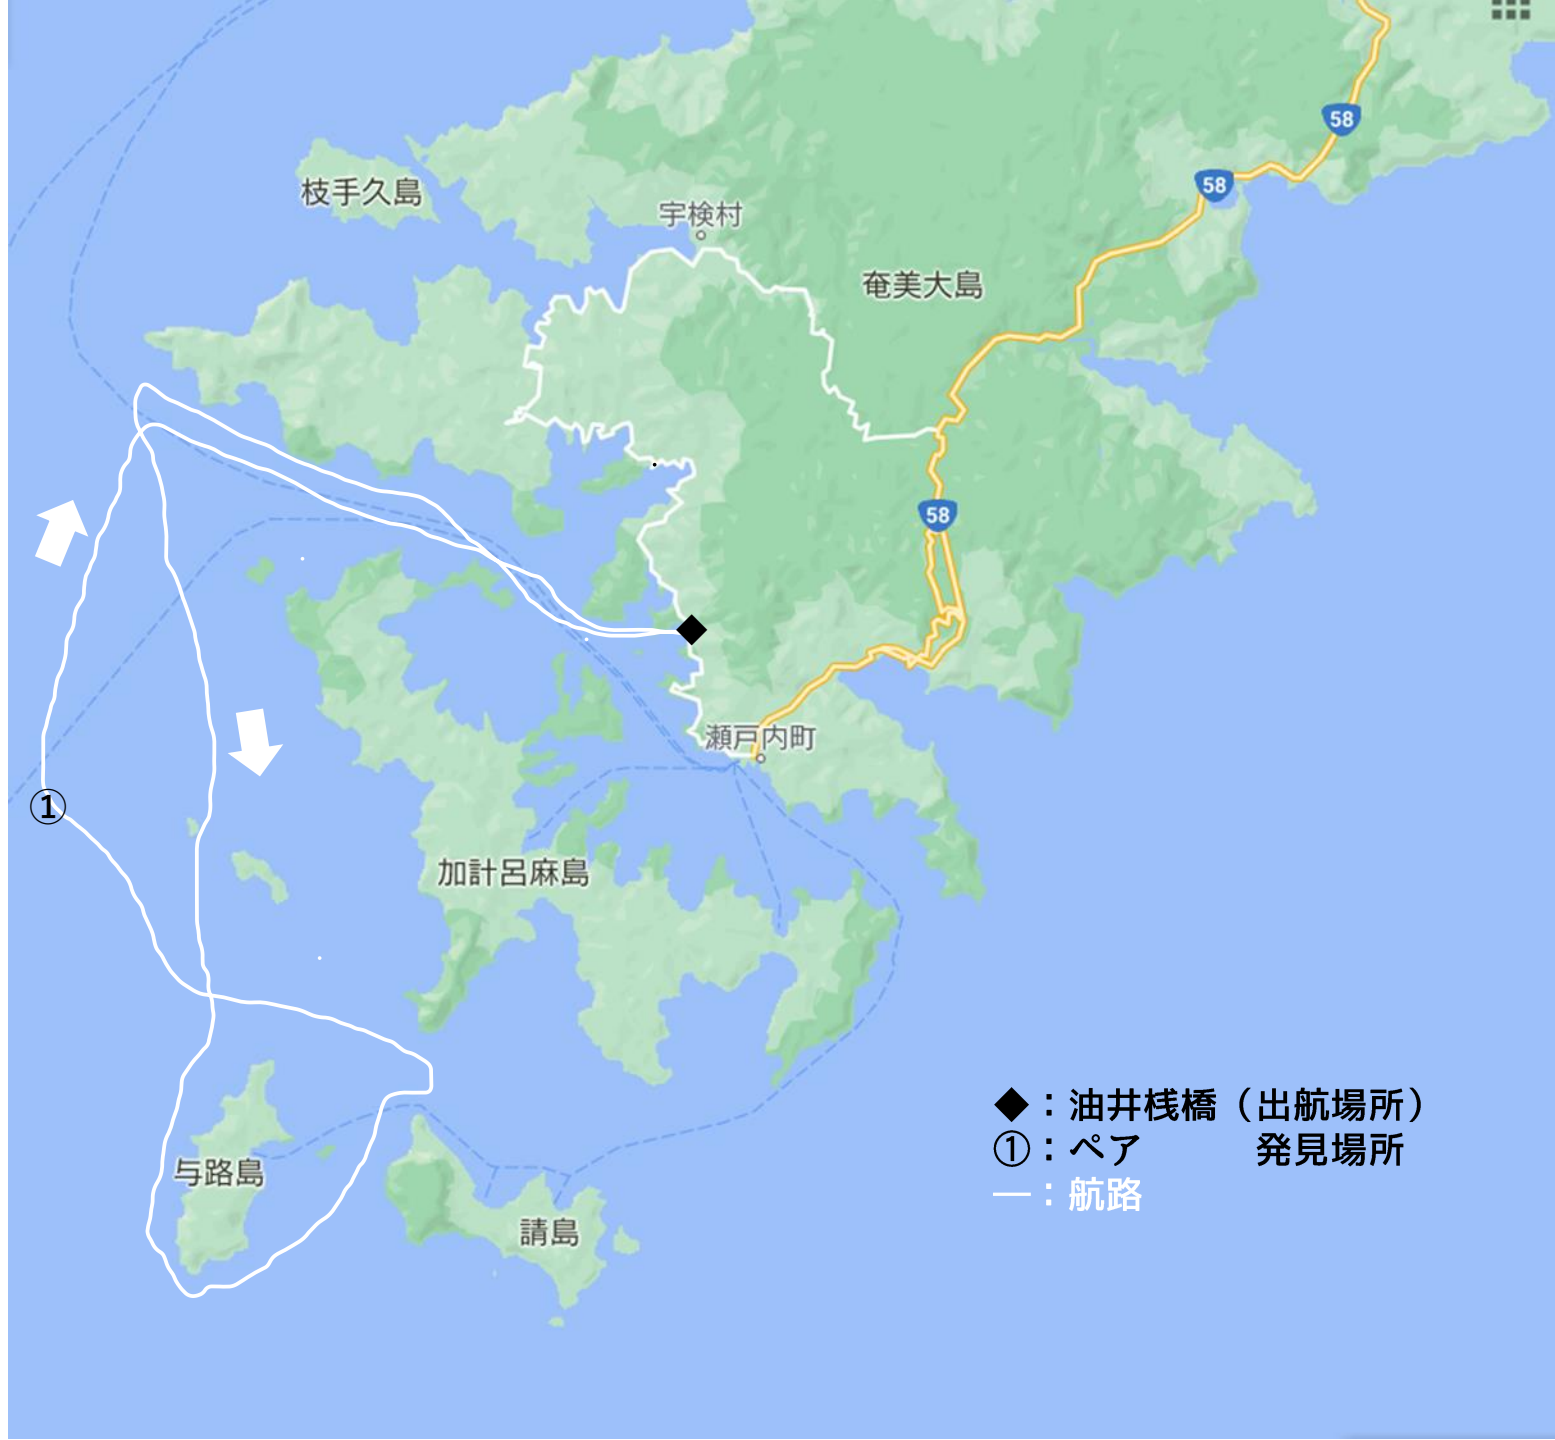 58
58
枝手久島
宇検村
奄美大島
58
瀬戸内町
①
加計呂麻島
◆：油井桟橋（出航場所）
①：ペア 発見場所
―：航路
与路島
請島